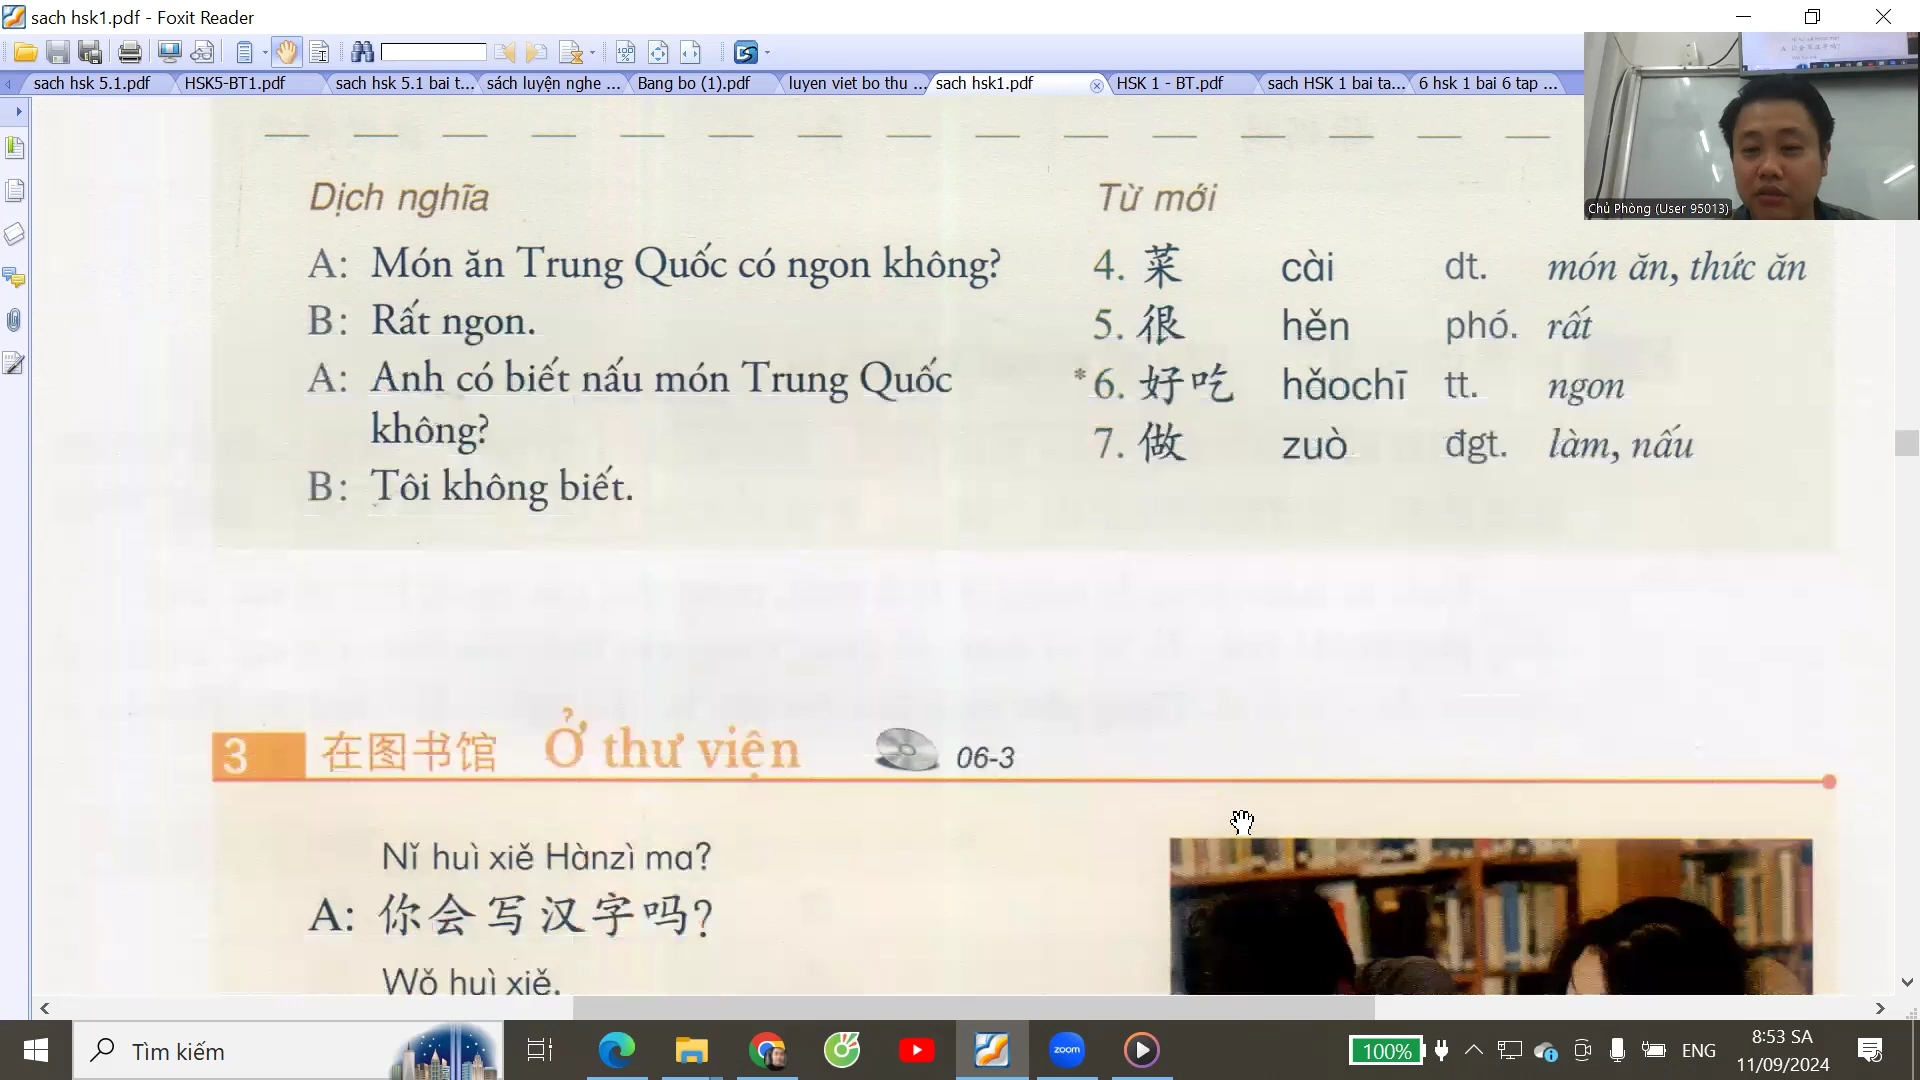 sach hsk1.pdf - Foxit Reader
sach hsk 5.1.pdf
HSK5-BT1.pdf
sach hsk 5.1 bai t...
sách luyện nghe ...
Bang bo (1).pdf
luyen viet bo thu ...
sach hsk1.pdf
HSK 1 - BT.pdf
sach HSK 1 bai ta...
6 hsk 1 bai 6 tap ...
Chủ Phòng (User 95013)
Dịch nghĩa
A: Món ăn Trung Quốc có ngon không?
B: Rất ngon.
A: Anh có biết nấu món Trung Quốc
không?
B: Tôi không biết.
Từ mới
4. 菜 cài dt. món ăn, thức ăn
5. 很 hěn phó. rất
*6. 好吃 hǎochī tt. ngon
7. 做 zuò đgt. làm, nấu
3 在图书馆 Ở thư viện 06-3
Nǐ huì xiě Hànzì ma?
A: 你会写汉字吗?
Wǒ huì xiě.
Tìm kiếm
zoom
100%
ENG
8:53 SA
11/09/2024